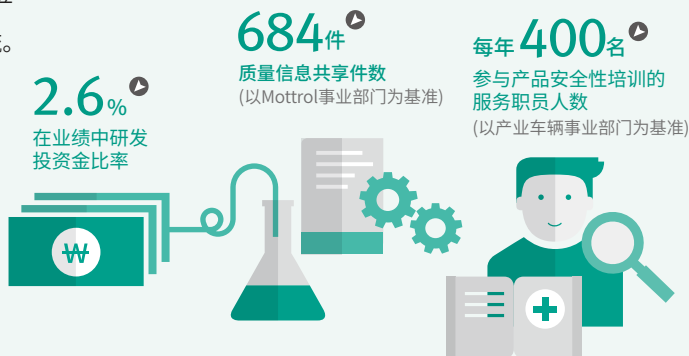 流。
2.6%
在业绩中研发
投资金比率
684件
质量信息共享件数
(以Mottrol事业部门为基准)
每年400名
参与产品安全性培训的
服务职员人数
(以产业车辆事业部门为基准)
₩